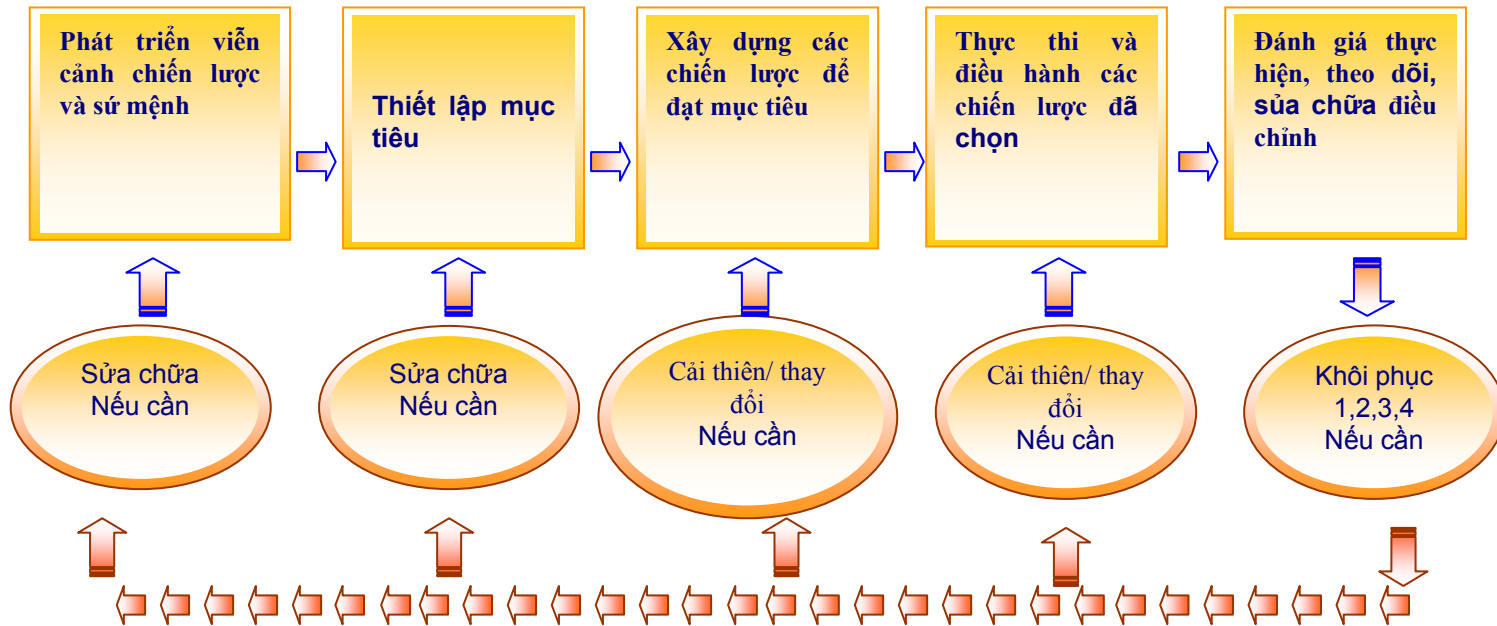 Phát triển viễn
cảnh chiến lược
và sứ mệnh
Thiết lập mục
tiêu
Xây dựng các
chiến lược để
đạt mục tiêu
Thực thi và
điều hành các
chiến lược đã
chọn
Đánh giá thực
hiện, theo dõi,
sủa chữa điều
chỉnh
Sửa chữa
Nếu cần
Sửa chữa
Nếu cần
Cải thiên/ thay
đổi
Nếu cần
Cải thiên/ thay
đổi
Nếu cần
Khôi phục
1,2,3,4
Nếu cần